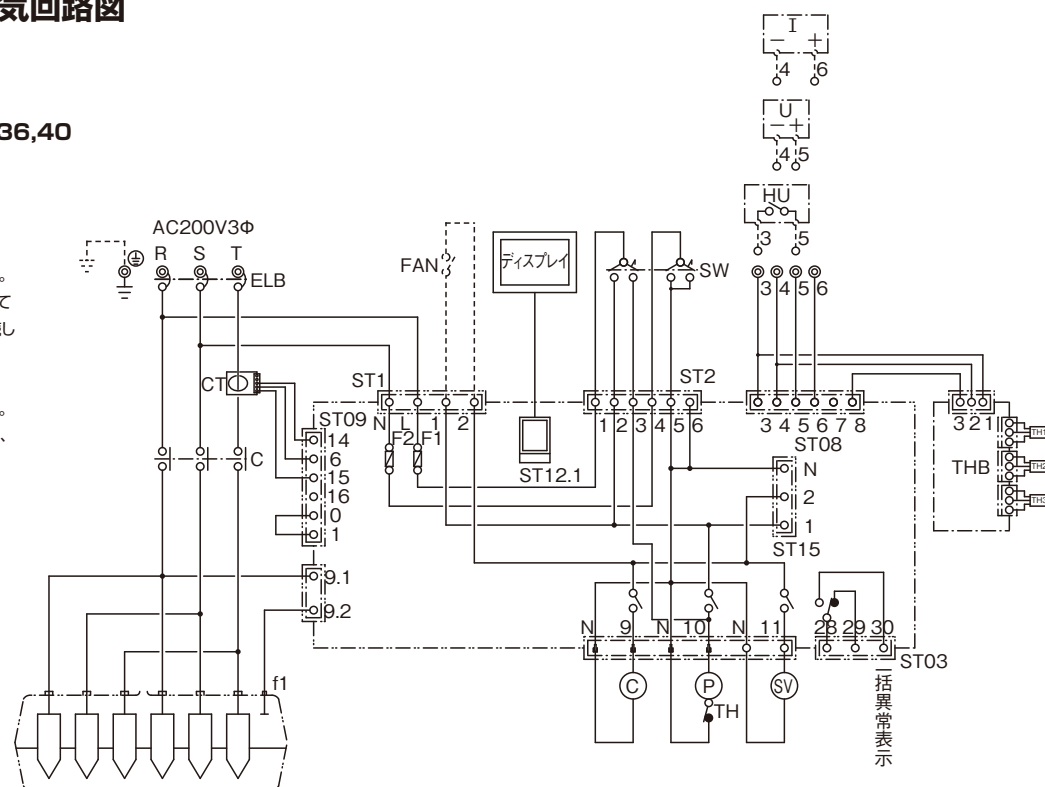 気回路図
36,40
。
て
し
。
、
AC200V3Φ
R S T
ELB
CT
C
FAN
ディスプレイ
SW
I
- +
4 6
U
- +
4 5
HU
3 5
3 4 5 6
ST1
N L 1 2
F2 F1
ST2
1 2 3 4 5 6
ST12.1
3 4 5 6 7 8
ST08
3 2 1
THB
TH1
TH2
TH3
ST09
14
6
15
16
0
1
9.1
9.2
N
2
1
ST15
N 9 N 10 N 11
28 29 30
ST03
C
P
SV
TH
一括異常表示
f1